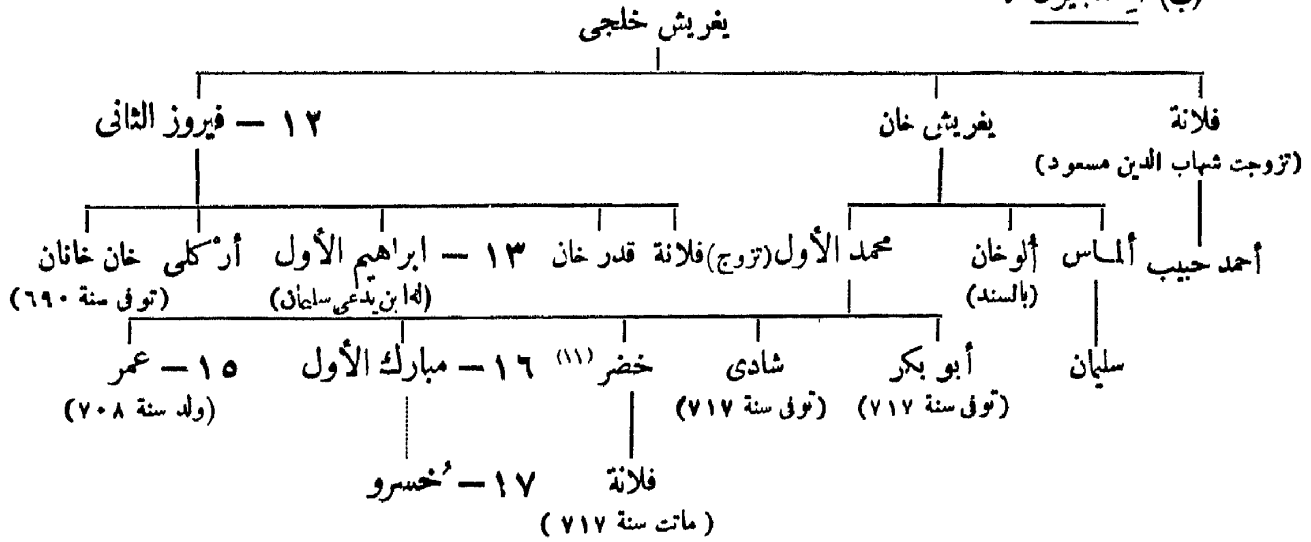 (ب)
يغريش خلجى
فلانة يغريش خان ١٢ — فيروز الثانى
(تزوجت شهاب الدين مسعود)
أحمد حبيب ألماس ألوخان محمد الأول (تزوج) فلانة قدر خان ١٣ — ابراهيم الأول أركلى خان خانان
(بالسند) (له ابن يدعى سليمان) (توفى سنة ٦٩٠)
سليمان أبو بكر شادى خضر (١١) ١٦ — مبارك الأول ١٥ — عمر
(توفى سنة ٧١٧) (توفى سنة ٧١٧) (ولد سنة ٧٠٨)
فلانة ١٧ — خُسرو
(ماتت سنة ٧١٧)